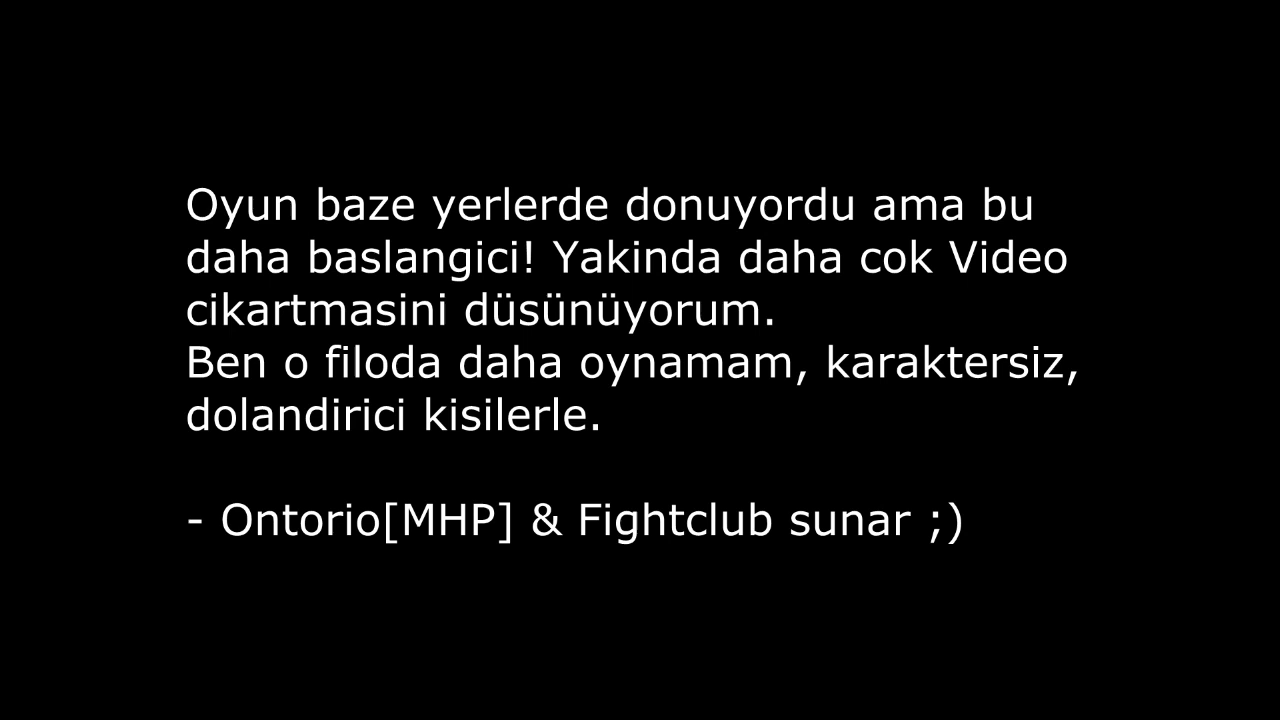 Oyun baze yerlerde donuyordu ama bu
daha baslangici! Yakinda daha cok Video
cikartmasini düsünüyorum.
Ben o filoda daha oynamam, karaktersiz,
dolandirici kisilerle.
- Ontorio[MHP] & Fightclub sunar ;)